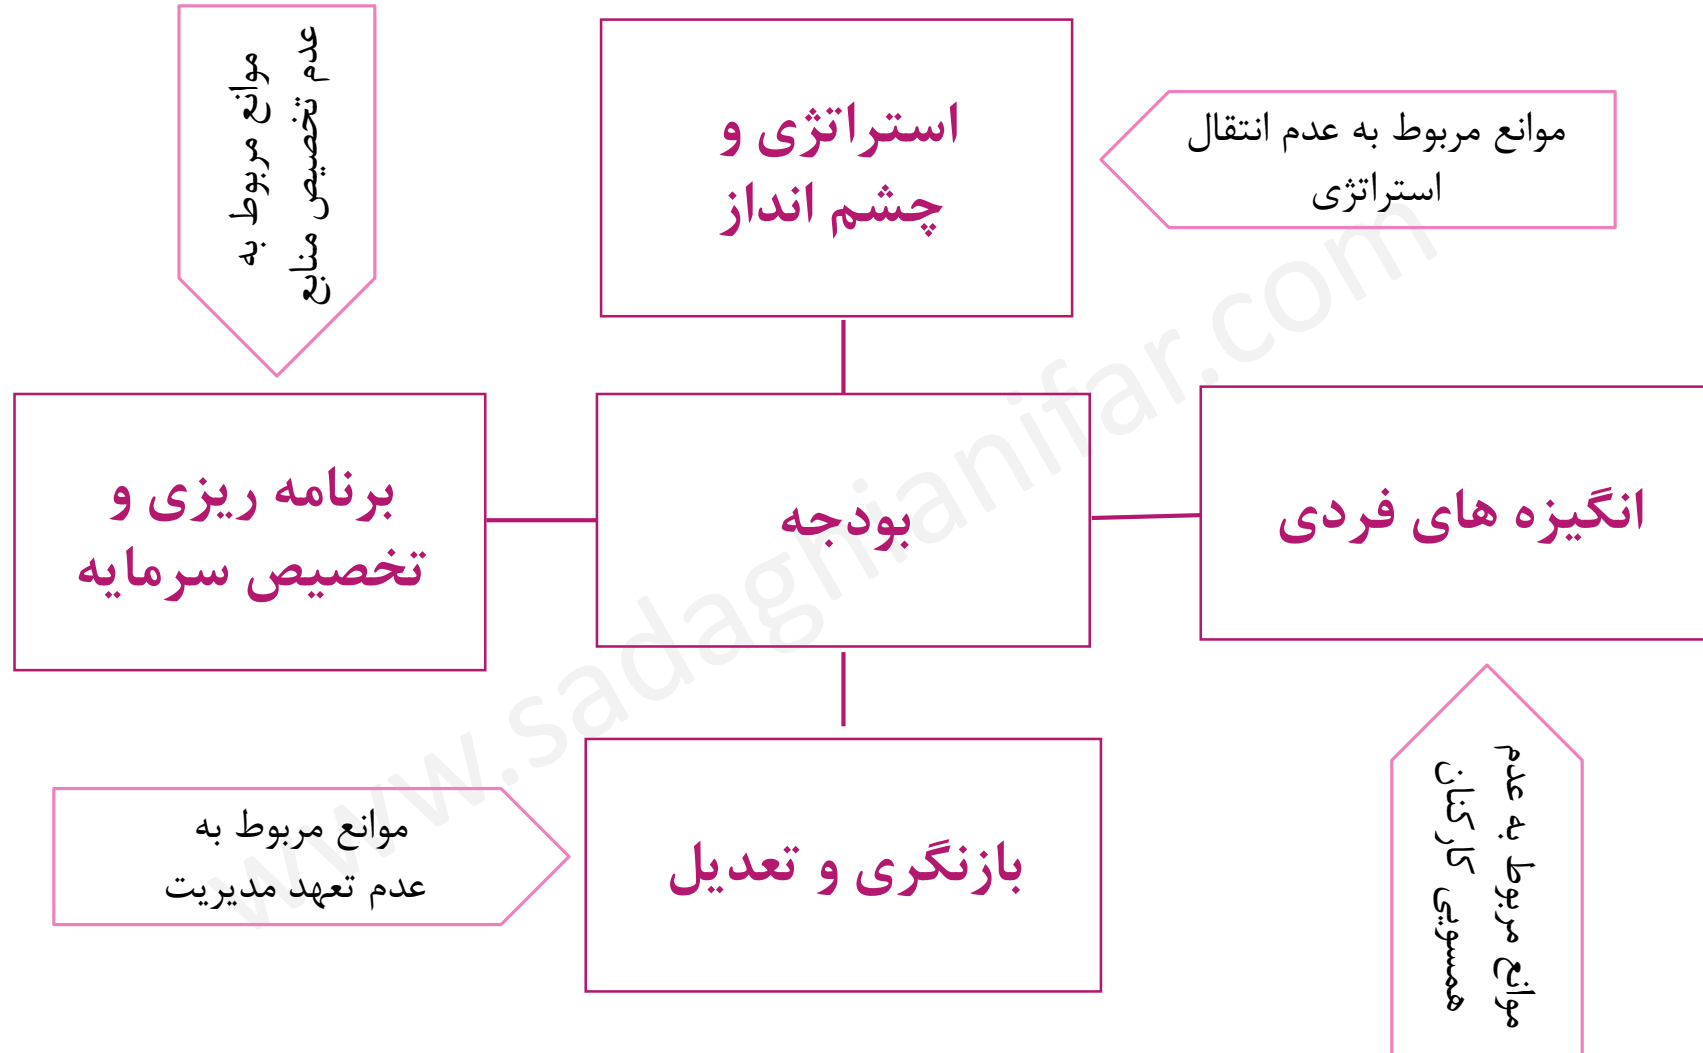 موانع مربوط به
عدم تخصیص منابع
استراتژی و
چشم انداز
موانع مربوط به عدم انتقال
استراتژی
برنامه ریزی و
تخصیص سرمایه
بودجه
انگیزه های فردی
موانع مربوط به
عدم تعهد مدیریت
بازنگری و تعدیل
موانع مربوط به عدم
همسویی کارکنان
www.sadaghianifar.com